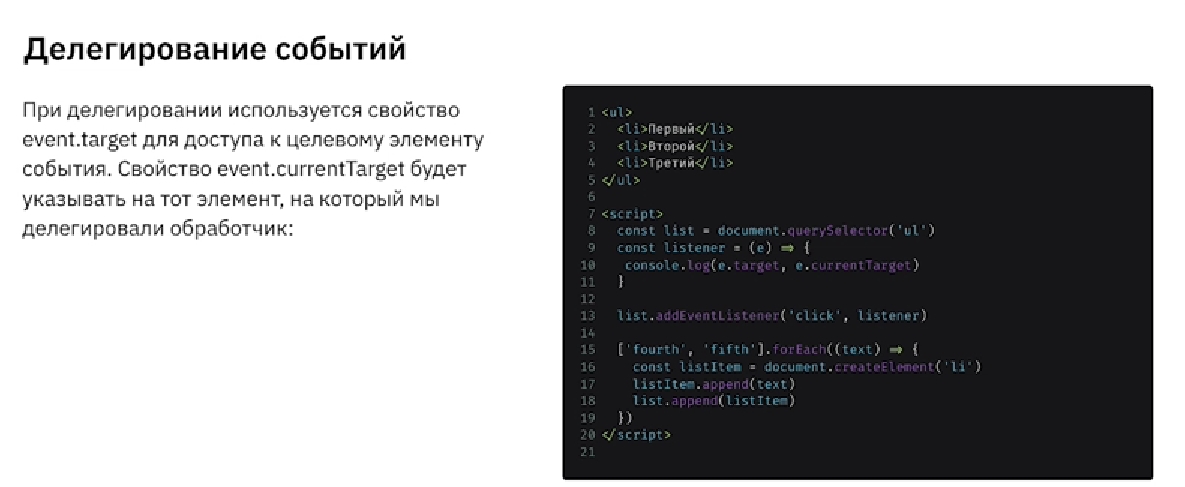 Делегирование событий
При делегировании используется свойство
event.target для доступа к целевому элементу
события. Свойство event.currentTarget будет
указывать на тот элемент, на который мы
делегировали обработчик:
1 <ul>
2   <li>Первый</li>
3   <li>Второй</li>
4   <li>Третий</li>
5 </ul>
6
7 <script>
8   const list = document.querySelector('ul')
9   const listener = (e) => {
10    console.log(e.target, e.currentTarget)
11   }
12
13   list.addEventListener('click', listener)
14
15   ['fourth', 'fifth'].forEach((text) => {
16     const listItem = document.createElement('li')
17     listItem.append(text)
18     list.append(listItem)
19   })
20 </script>
21